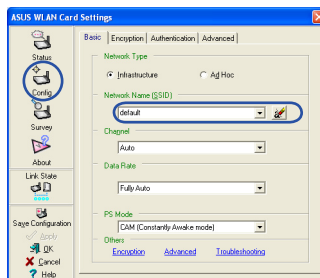 ASUS WLAN Card Settings
Status
Config
Survey
About
Link State
Save Configuration
Apply
OK
Cancel
Help
Basic Encryption Authentication Advanced
Network Type
Infrastructure Ad Hoc
Network Name (SSID)
default
Channel
Auto
Data Rate
Fully Auto
PS Mode
CAM (Constantly Awake mode)
Others
Encryption Advanced Troubleshooting